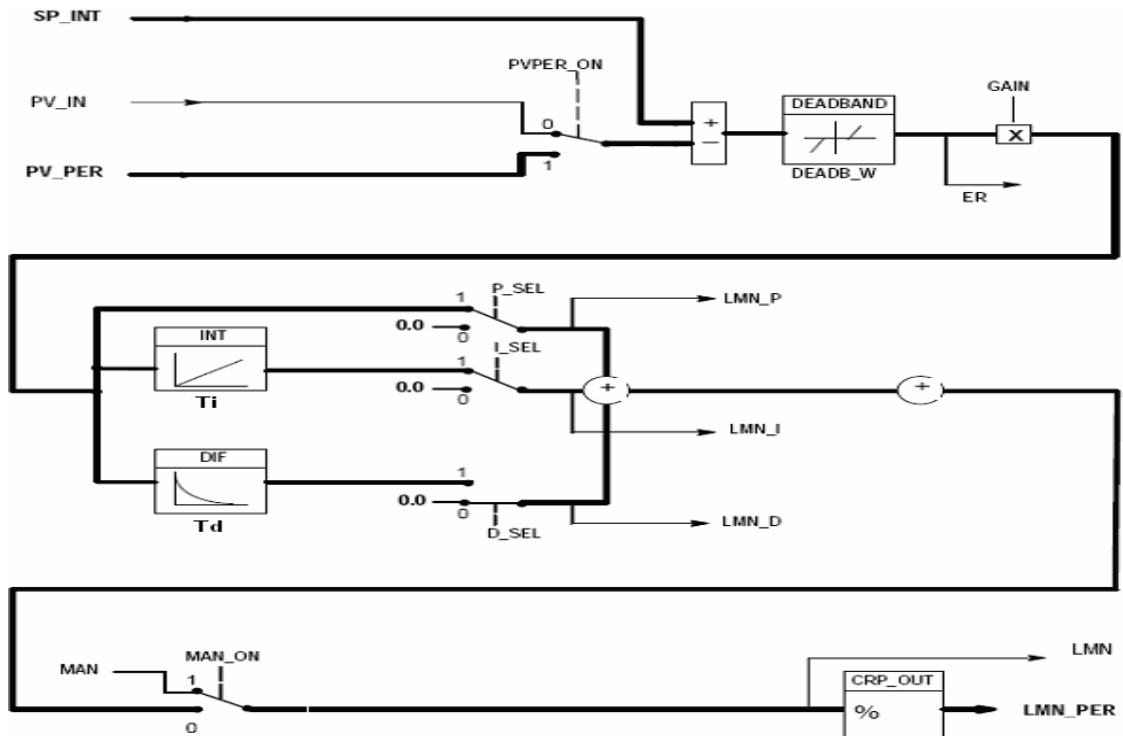 SP_INT
PVPER_ON
GAIN
PV_IN
DEADBAND
0
+
X
−
PV_PER
1
DEADB_W
ER
P_SEL
1
LMN_P
0.0
INT
0
I_SEL
1
+
+
0.0
Ti
0
LMN_I
DIF
1
0.0
0
LMN_D
Td
D_SEL
MAN_ON
LMN
MAN
1
CRP_OUT
%
LMN_PER
0